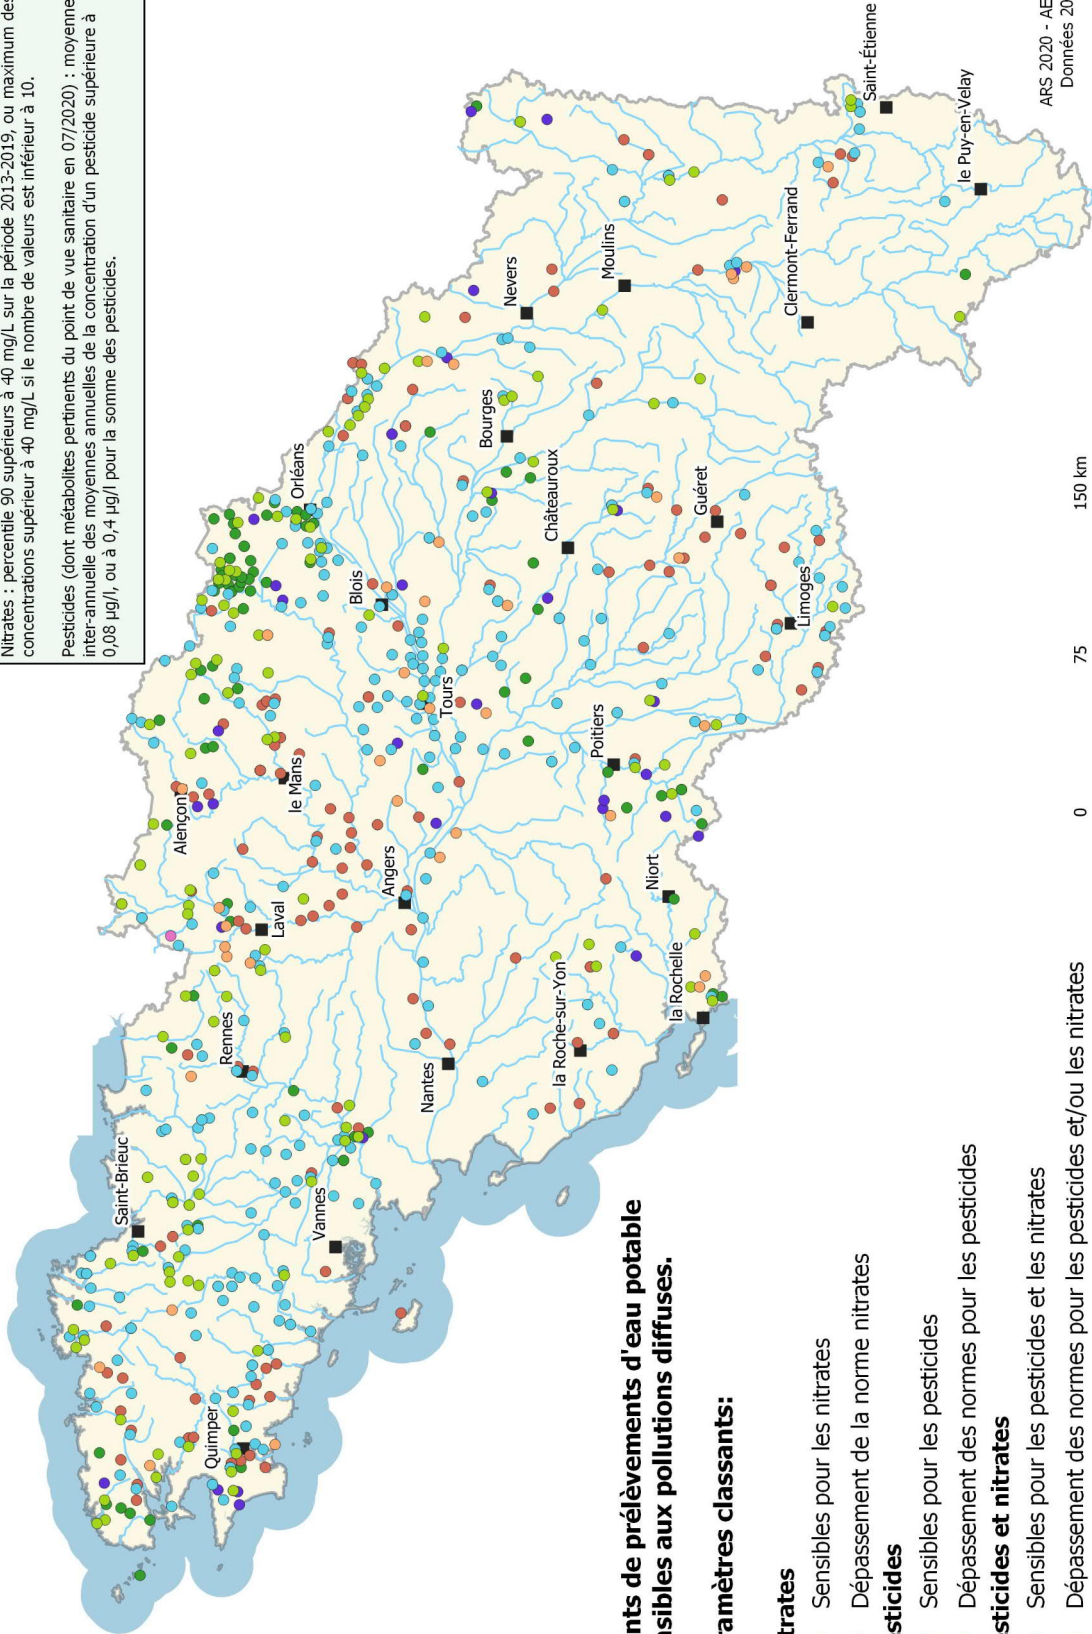 Nitrates : percentile 90 supérieurs à 40 mg/L sur la période 2013-2019, ou maximum des
concentrations supérieur à 40 mg/L si le nombre de valeurs est inférieur à 10.
Pesticides (dont métabolites pertinents du point de vue sanitaire en 07/2020) : moyenne
inter-annuelle des moyennes annuelles de la concentration d'un pesticide supérieure à
0,08 µg/l, ou à 0,4 µg/l pour la somme des pesticides.
Saint-Brieuc
Quimper
Rennes
Vannes
Alençon
Laval
le Mans
Orléans
Angers
Blois
Tours
Nantes
la Roche-sur-Yon
Bourges
Nevers
Châteauroux
Moulins
Poitiers
Niort
la Rochelle
Guéret
Limoges
Clermont-Ferrand
Saint-Étienne
le Puy-en-Velay
nts de prélèvements d'eau potable
sibles aux pollutions diffuses.
ramètres classants:
trates
Sensibles pour les nitrates
Dépassement de la norme nitrates
sticides
Sensibles pour les pesticides
Dépassement des normes pour les pesticides
sticides et nitrates
Sensibles pour les pesticides et les nitrates
Dépassement des normes pour les pesticides et/ou les nitrates
0 75 150 km
ARS 2020 - AE
Données 20